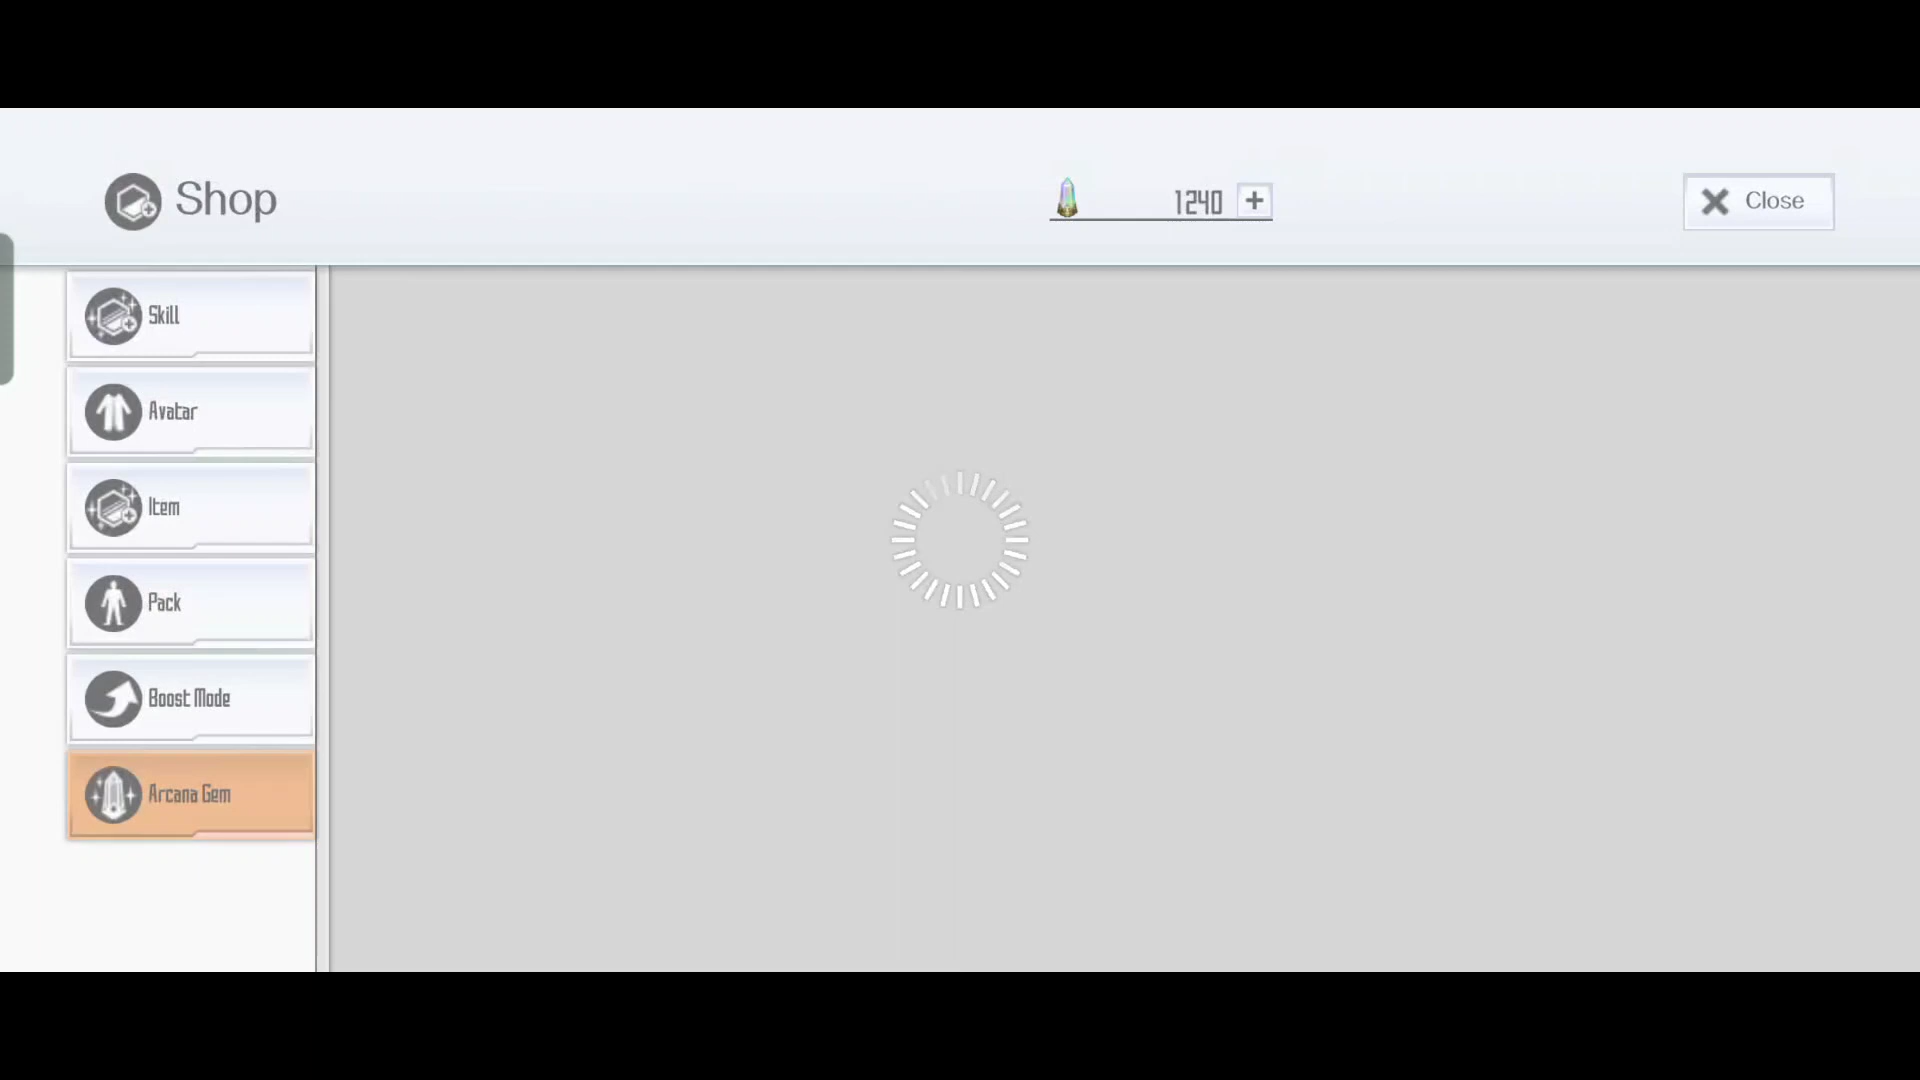 Shop
1240
Close
Skill
Avatar
Item
Pack
Boost Mode
Arcana Gem